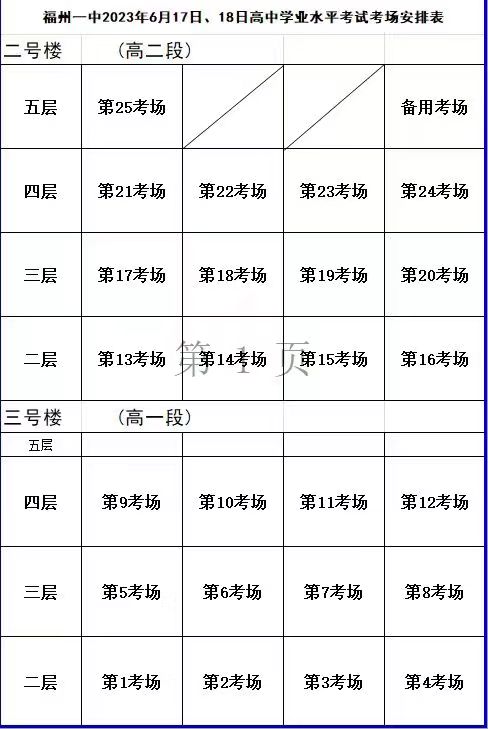 福州一中2023年6月17日、18日高中学业水平考试考场安排表
二号楼 (高二段)
五层 第25考场 备用考场
四层 第21考场 第22考场 第23考场 第24考场
三层 第17考场 第18考场 第19考场 第20考场
二层 第13考场 第14考场 第15考场 第16考场
第 1 页
三号楼 (高一段)
五层
四层 第9考场 第10考场 第11考场 第12考场
三层 第5考场 第6考场 第7考场 第8考场
二层 第1考场 第2考场 第3考场 第4考场